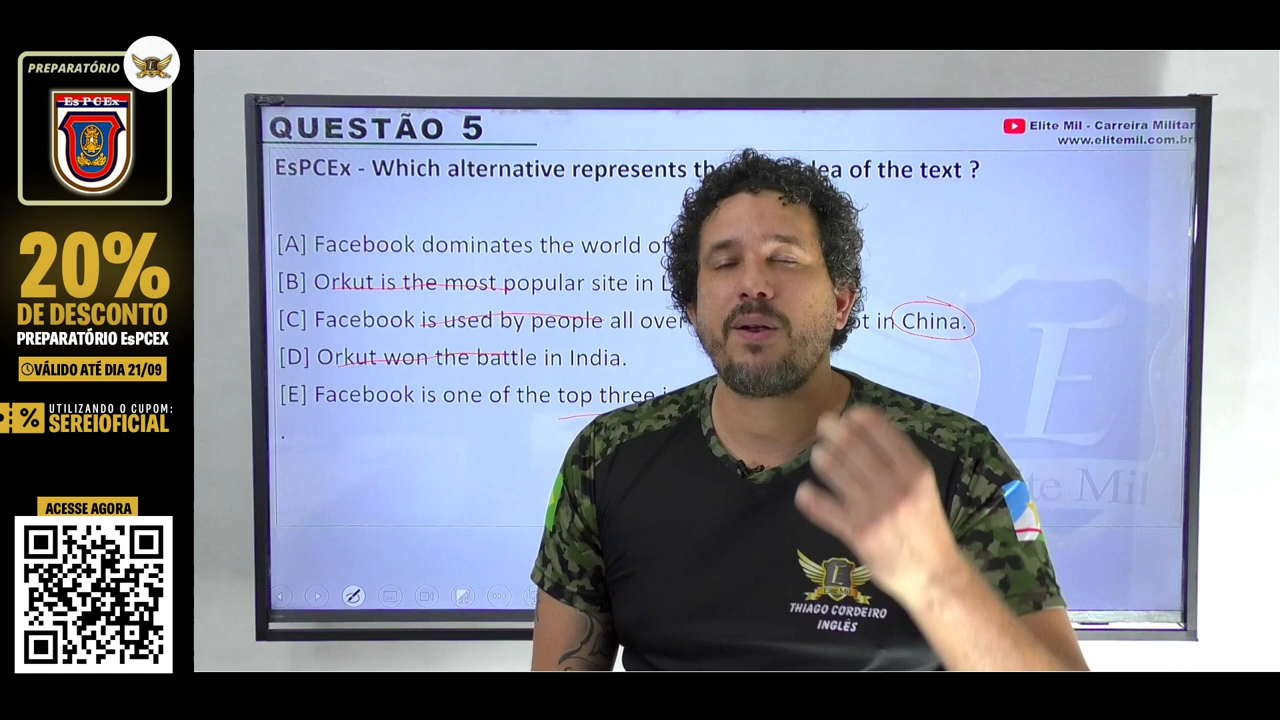 PREPARATÓRIO
EsPCEx
20%
DE DESCONTO
PREPARATÓRIO EsPCEX
VÁLIDO ATÉ DIA 21/09
%
UTILIZANDO O CUPOM:
SEREIOFICIAL
ACESSE AGORA
QUESTÃO 5
Elite Mil - Carreira Militar
www.elitemil.com.br
EsPCEx - Which alternative represents of the text ?
[A] Facebook dominates the world of
[B] Orkut is the most popular site in
[C] Facebook is used by people all over in China.
[D] Orkut won the battle in India.
[E] Facebook is one of the top three
Mil
THIAGO CORDEIRO
INGLÊS